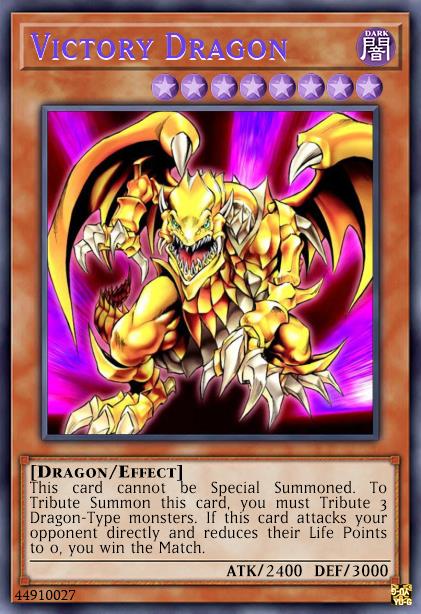 Victory Dragon
DARK
闇
[Dragon/Effect]
This card cannot be Special Summoned. To
Tribute Summon this card, you must Tribute 3
Dragon-Type monsters. If this card attacks your
opponent directly and reduces their Life Points
to 0, you win the Match.
ATK/2400 DEF/3000
44910027